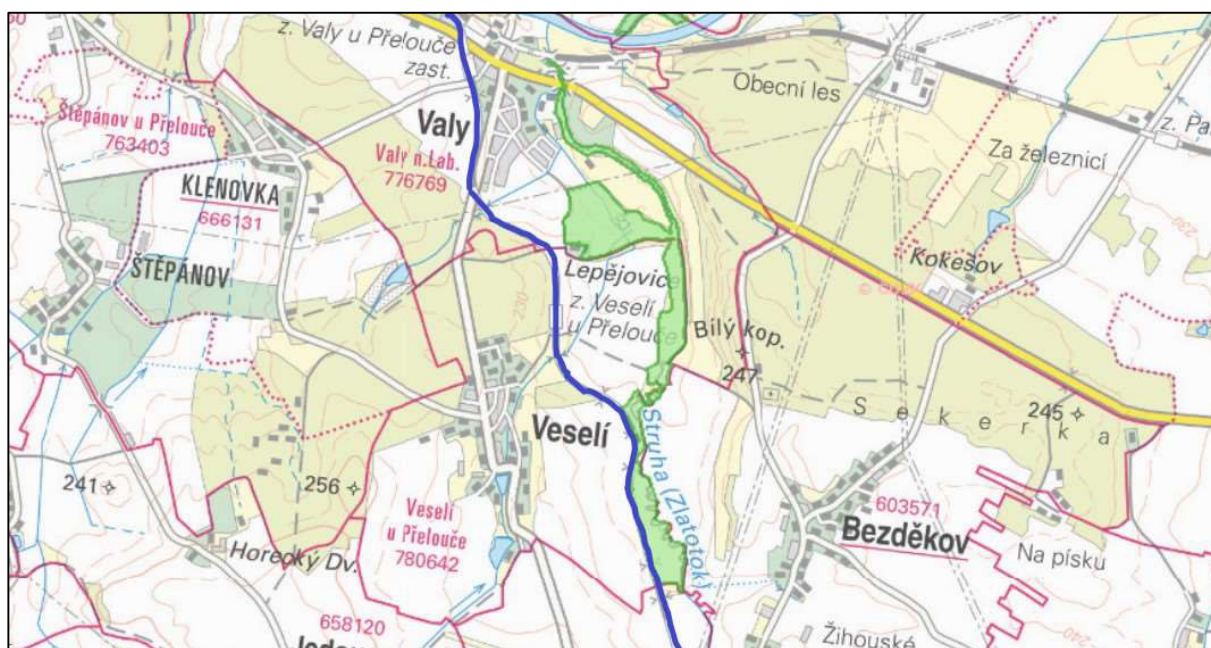 z. Valy u Přelouče
zast.
Obecní les
Štěpánov u Přelouče
763403
Valy
z. Pa
Za železnicí
Valy n.Lab.
776769
KLENOVKA
666131
230
ŠTĚPÁNOV
Lepějovice
Kokešov
z. Veselí
u Přelouče
230
Bílý kop.
247
Sekerka
245
Veselí
Struha (Zlatotok)
241
256
603571
Bezděkov
Veselí
u Přelouče
780642
Na písku
Horecký Dv.
658120
Žihouské
240